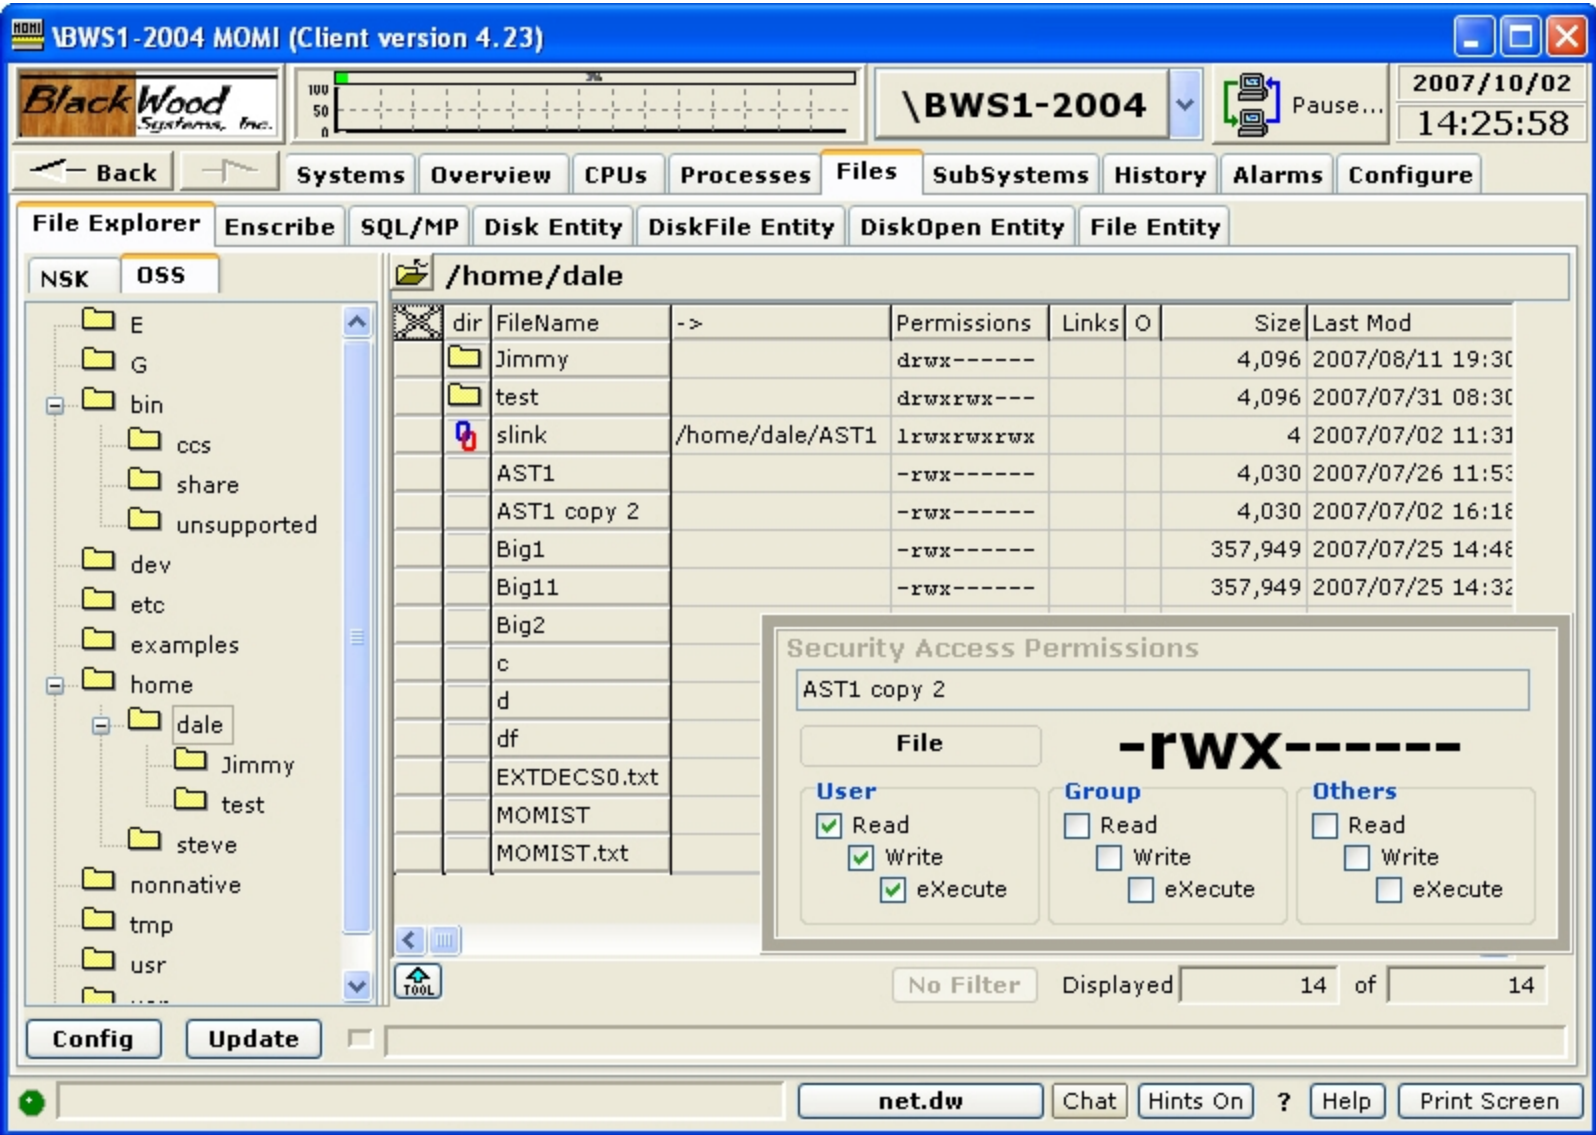 MOMI \BWS1-2004 MOMI (Client version 4.23)
BlackWood Systems, Inc.
100
50
0
3%
\BWS1-2004
Pause...
2007/10/02
14:25:58
Back Systems Overview CPUs Processes Files SubSystems History Alarms Configure
File Explorer Enscribe SQL/MP Disk Entity DiskFile Entity DiskOpen Entity File Entity
NSK OSS
E
G
bin
ccs
share
unsupported
dev
etc
examples
home
dale
Jimmy
test
steve
nonnative
tmp
usr
/home/dale
dir FileName -> Permissions Links O Size Last Mod
Jimmy drwx------ 4,096 2007/08/11 19:30
test drwxrwx--- 4,096 2007/07/31 08:30
slink /home/dale/AST1 lrwxrwxrwx 4 2007/07/02 11:31
AST1 -rwx------ 4,030 2007/07/26 11:53
AST1 copy 2 -rwx------ 4,030 2007/07/02 16:18
Big1 -rwx------ 357,949 2007/07/25 14:48
Big11 -rwx------ 357,949 2007/07/25 14:32
Big2
c
d
df
EXTDECS0.txt
MOMIST
MOMIST.txt
Security Access Permissions
AST1 copy 2
File -rwx------
User Group Others
Read Read Read
Write Write Write
eXecute eXecute eXecute
TOOL No Filter Displayed 14 of 14
Config Update
net.dw Chat Hints On ? Help Print Screen